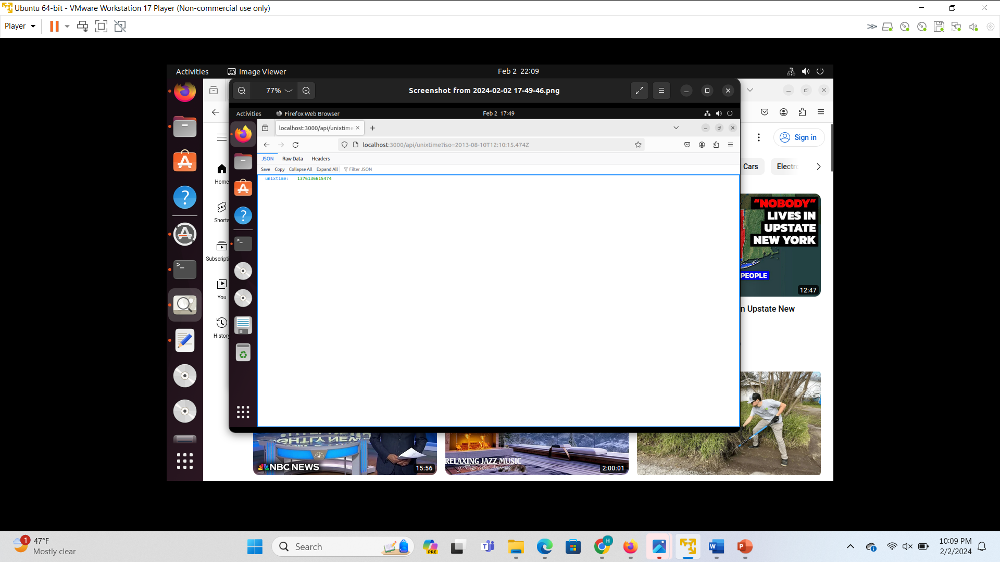 Ubuntu 64-bit - VMware Workstation 17 Player (Non-commercial use only)
Player
Activities
Image Viewer
Feb 2 22:09
77%
Screenshot from 2024-02-02 17-49-46.png
Activities
Firefox Web Browser
Feb 2 17:49
localhost:3000/api/unixtime
localhost:3000/api/unixtime?iso=2013-08-10T12:10:15.474Z
JSON
Raw Data
Headers
Save
Copy
Collapse All
Expand All
Filter JSON
unixtime: 1376136615474
Sign in
Cars
Electro
Home
Shorts
Subscripti
You
History
"NOBODY"
LIVES IN
UPSTATE
NEW YORK
PEOPLE
12:47
n Upstate New
NIGHTLY NEWS
NBC NEWS
15:56
RELAXING JAZZ MUSIC
2:00:01
1
47°F
Mostly clear
Search
PRE
H
10:09 PM
2/2/2024